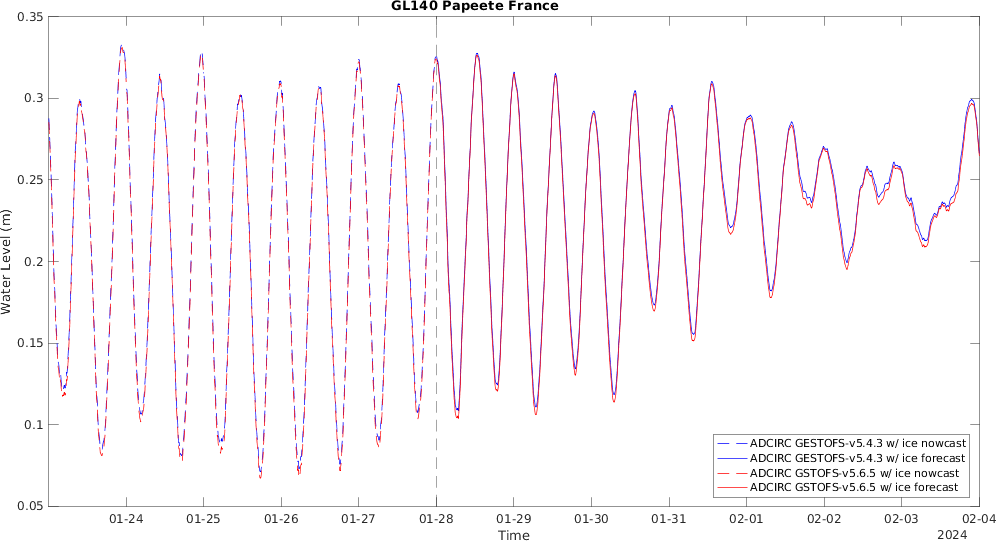 GL140 Papeete France
0.35
0.3
0.25
0.2
0.15
0.1
0.05
Water Level (m)
ADCIRC GESTOFS-v5.4.3 w/ ice nowcast
ADCIRC GESTOFS-v5.4.3 w/ ice forecast
ADCIRC GSTOFS-v5.6.5 w/ ice nowcast
ADCIRC GSTOFS-v5.6.5 w/ ice forecast
01-24 01-25 01-26 01-27 01-28 01-29 01-30 01-31 02-01 02-02 02-03 02-04
Time
2024